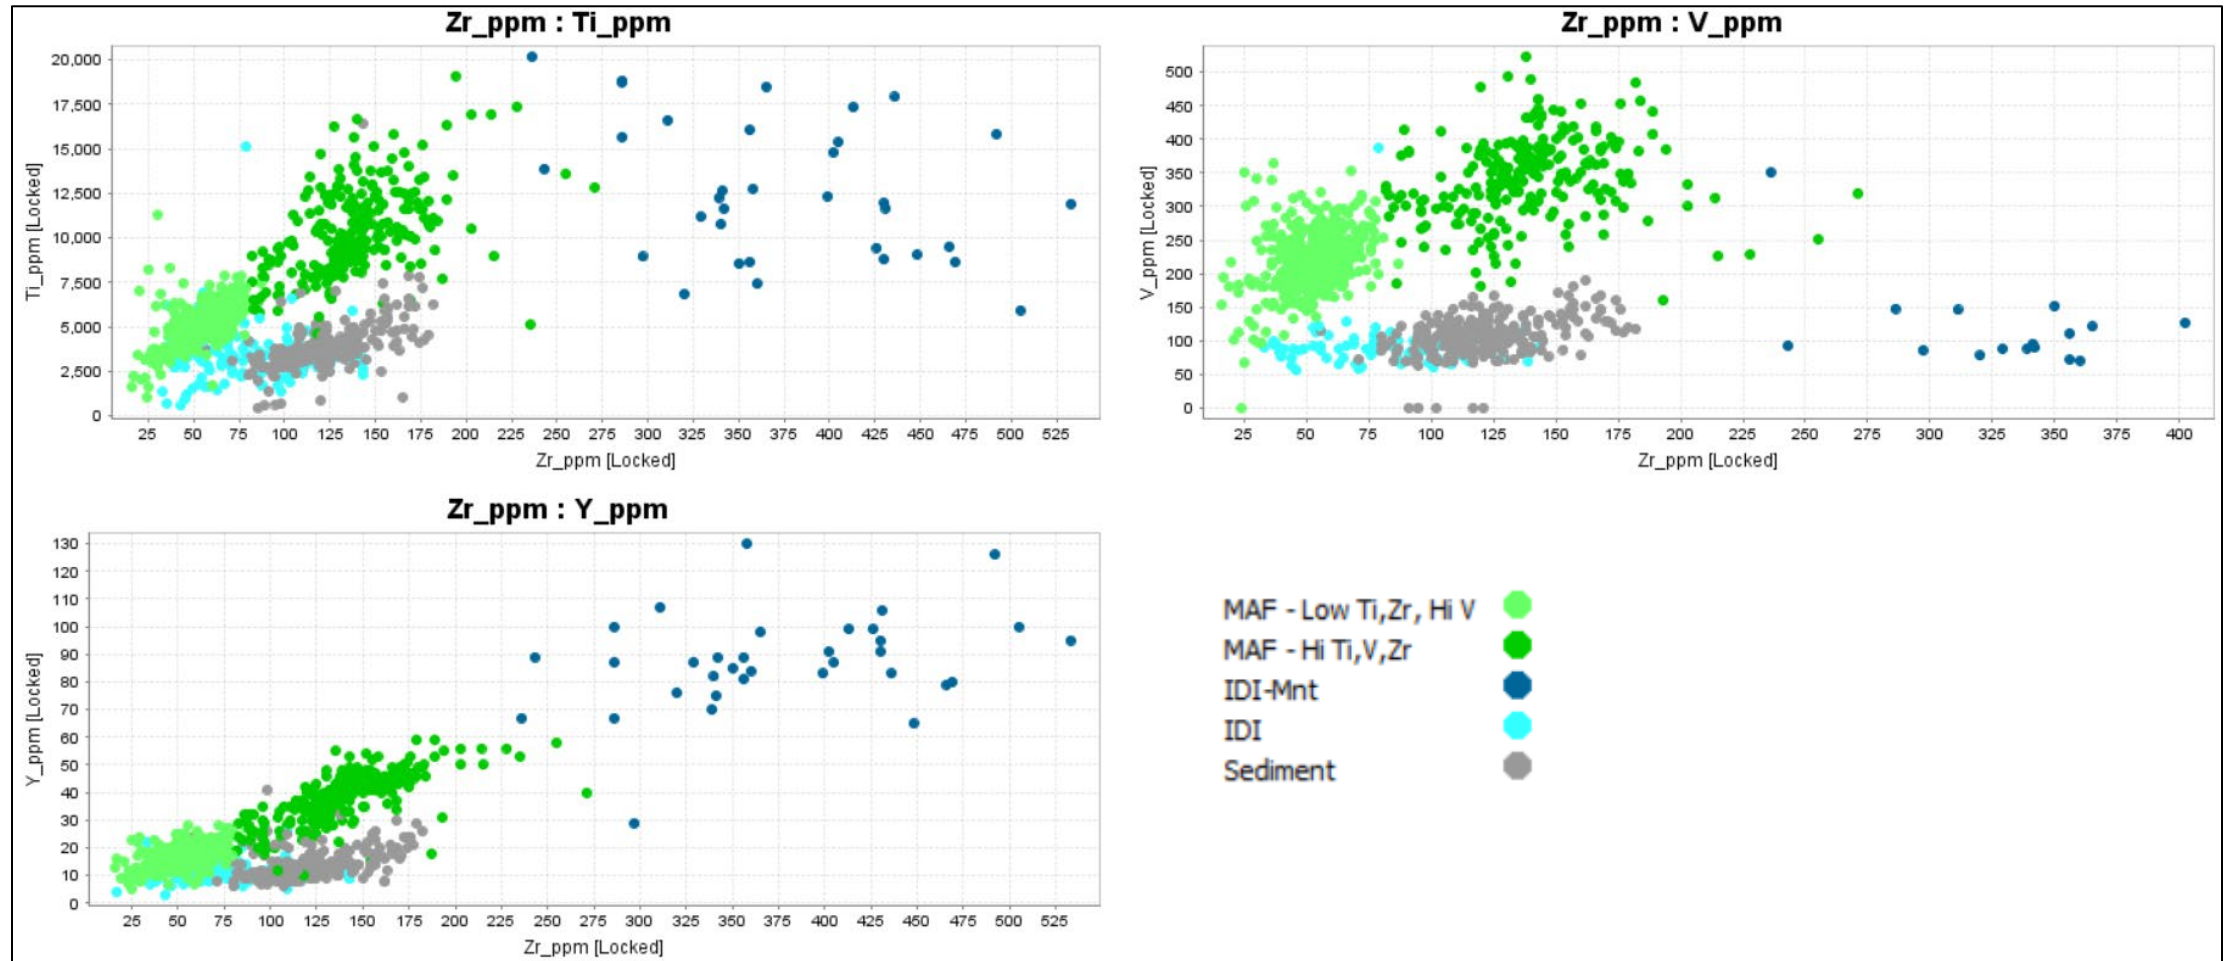 Zr_ppm : Ti_ppm
20,000
17,500
15,000
12,500
10,000
7,500
5,000
2,500
0
Ti_ppm [Locked]
25 50 75 100 125 150 175 200 225 250 275 300 325 350 375 400 425 450 475 500 525
Zr_ppm [Locked]
Zr_ppm : V_ppm
500
450
400
350
300
250
200
150
100
50
0
V_ppm [Locked]
25 50 75 100 125 150 175 200 225 250 275 300 325 350 375 400
Zr_ppm [Locked]
Zr_ppm : Y_ppm
130
120
110
100
90
80
70
60
50
40
30
20
10
0
Y_ppm [Locked]
25 50 75 100 125 150 175 200 225 250 275 300 325 350 375 400 425 450 475 500 525
Zr_ppm [Locked]
MAF - Low Ti,Zr, Hi V
MAF - Hi Ti,V,Zr
IDI-Mnt
IDI
Sediment